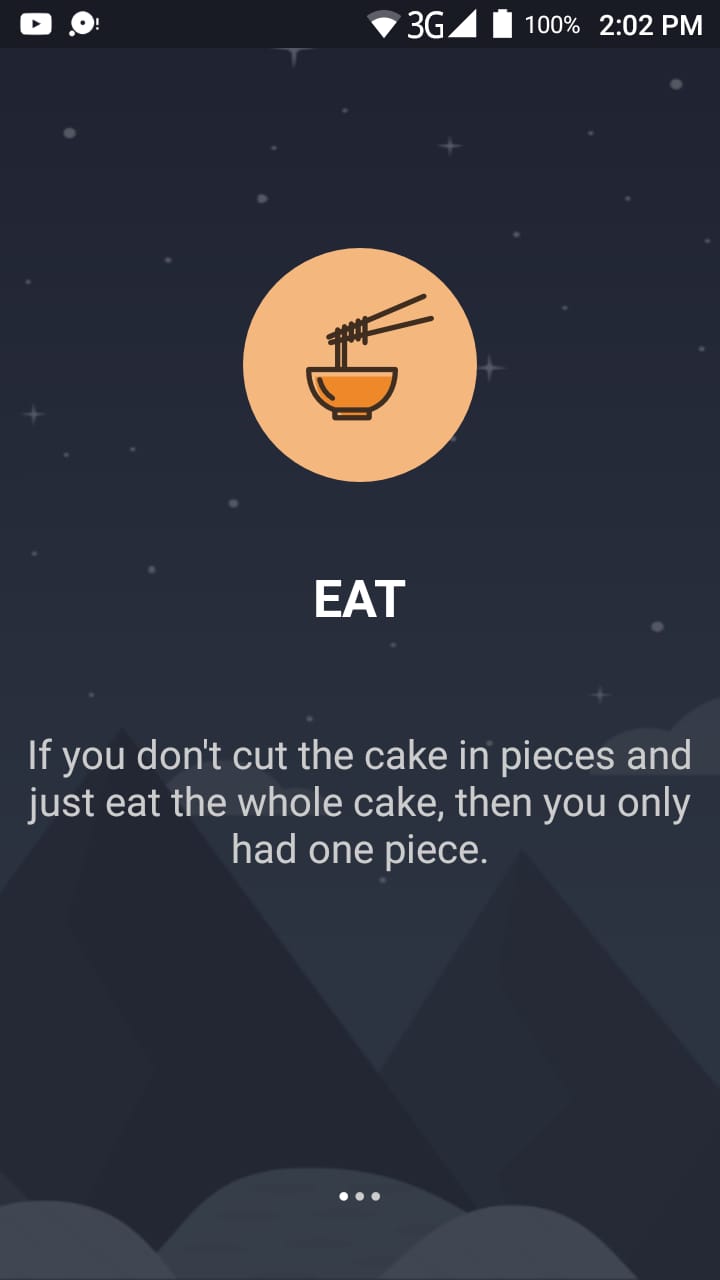 3G 100% 2:02 PM
EAT
If you don't cut the cake in pieces and
just eat the whole cake, then you only
had one piece.